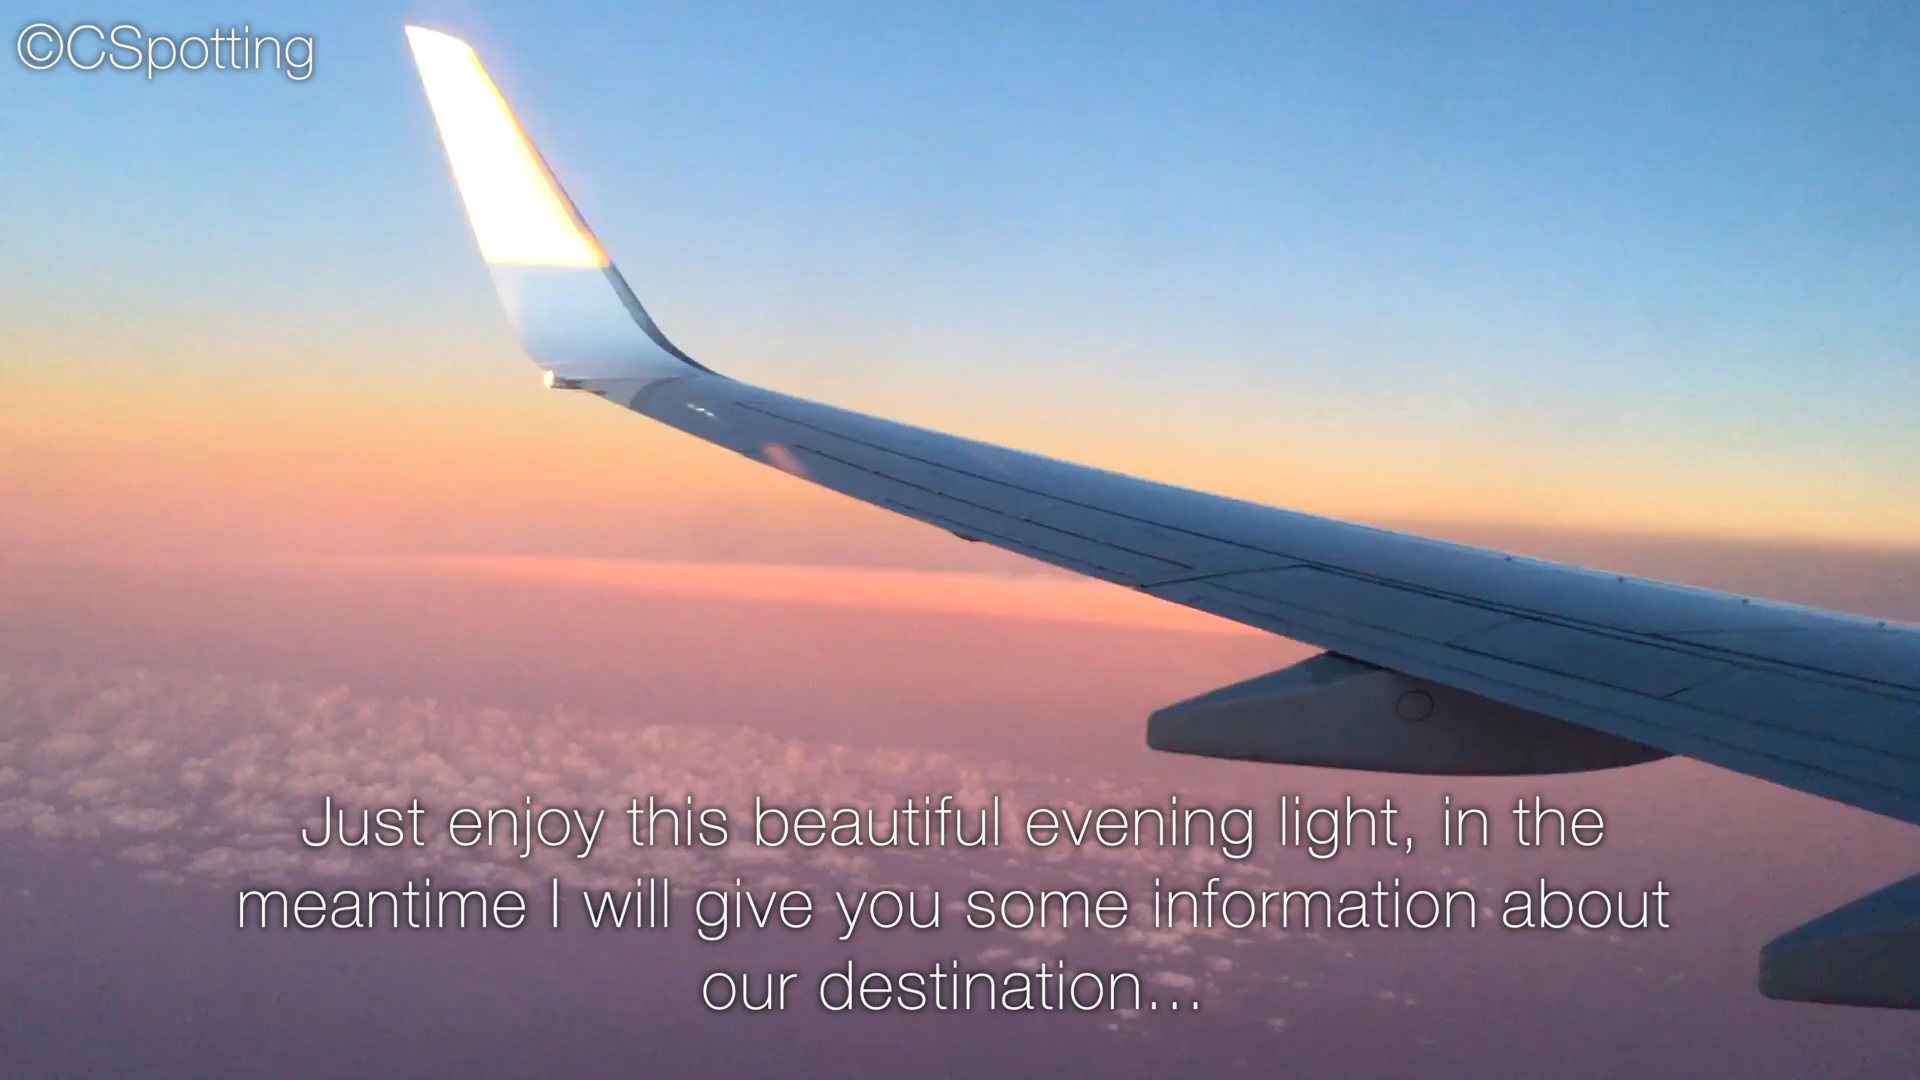 ©CSpotting
Just enjoy this beautiful evening light, in the
meantime I will give you some information about
our destination...